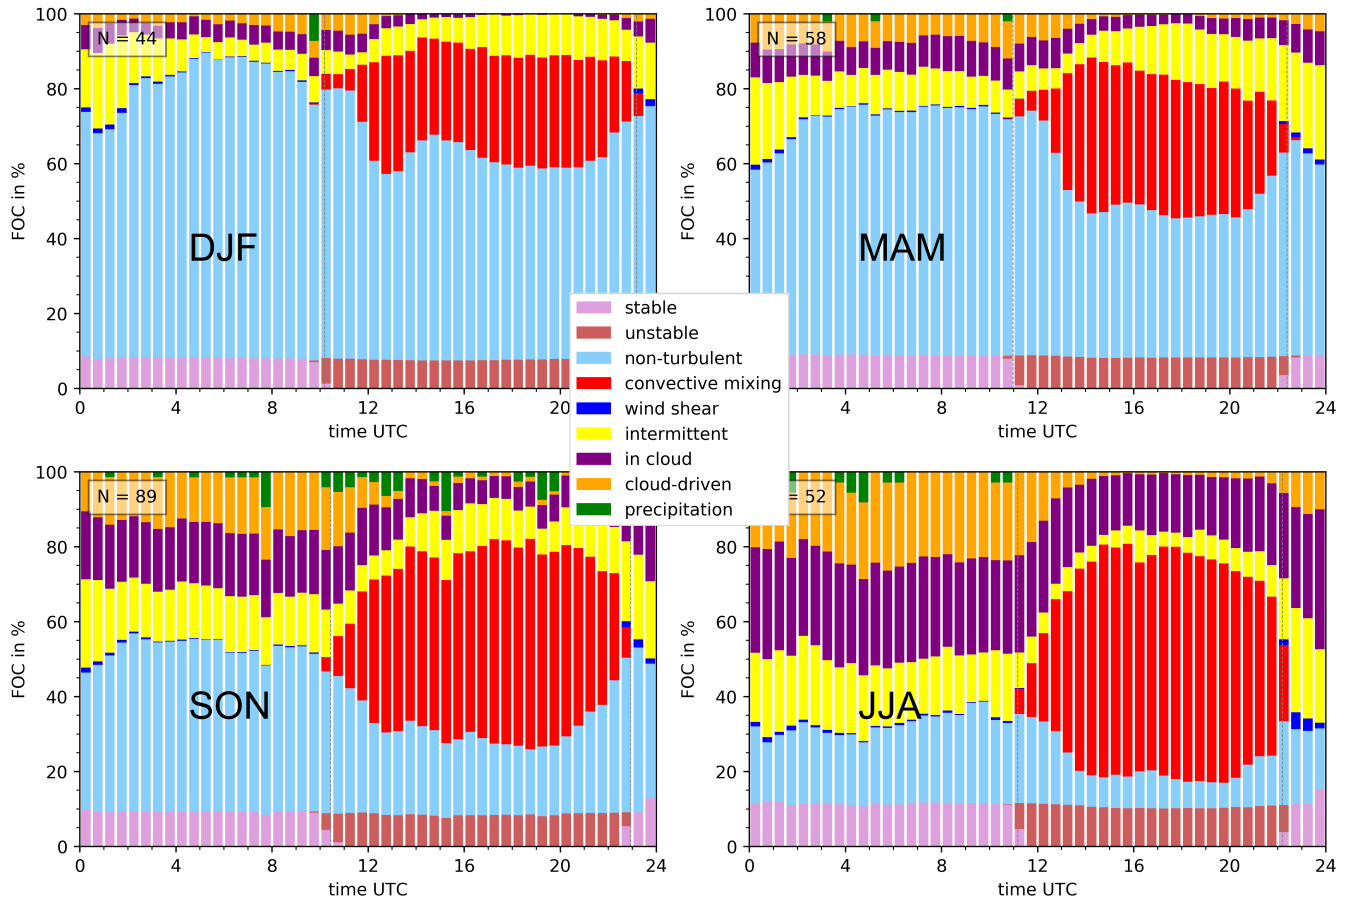 100
80
60
40
20
0
FOC in %
N = 44
DJF
0 4 8 12 16 20
time UTC
100
80
60
40
20
0
FOC in %
N = 58
MAM
4 8 12 16 20 24
time UTC
stable
unstable
non-turbulent
convective mixing
wind shear
intermittent
in cloud
cloud-driven
precipitation
100
80
60
40
20
0
FOC in %
N = 89
SON
0 4 8 12 16 20 24
time UTC
80
60
40
20
0
FOC in %
= 52
JJA
0 4 8 12 16 20 24
time UTC